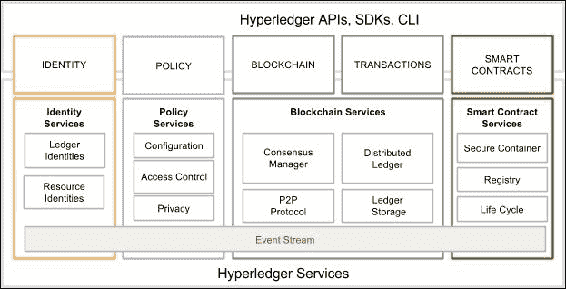 Hyperledger APIs, SDKs, CLI
IDENTITY
POLICY
BLOCKCHAIN
TRANSACTIONS
SMART
CONTRACTS
Identity
Services
Ledger
Identities
Resource
Identities
Policy
Services
Configuration
Access Control
Privacy
Blockchain Services
Consensus
Manager
Distributed
Ledger
P2P
Protocol
Ledger
Storage
Smart Contract
Services
Secure Container
Registry
Life Cycle
Event Stream
Hyperledger Services